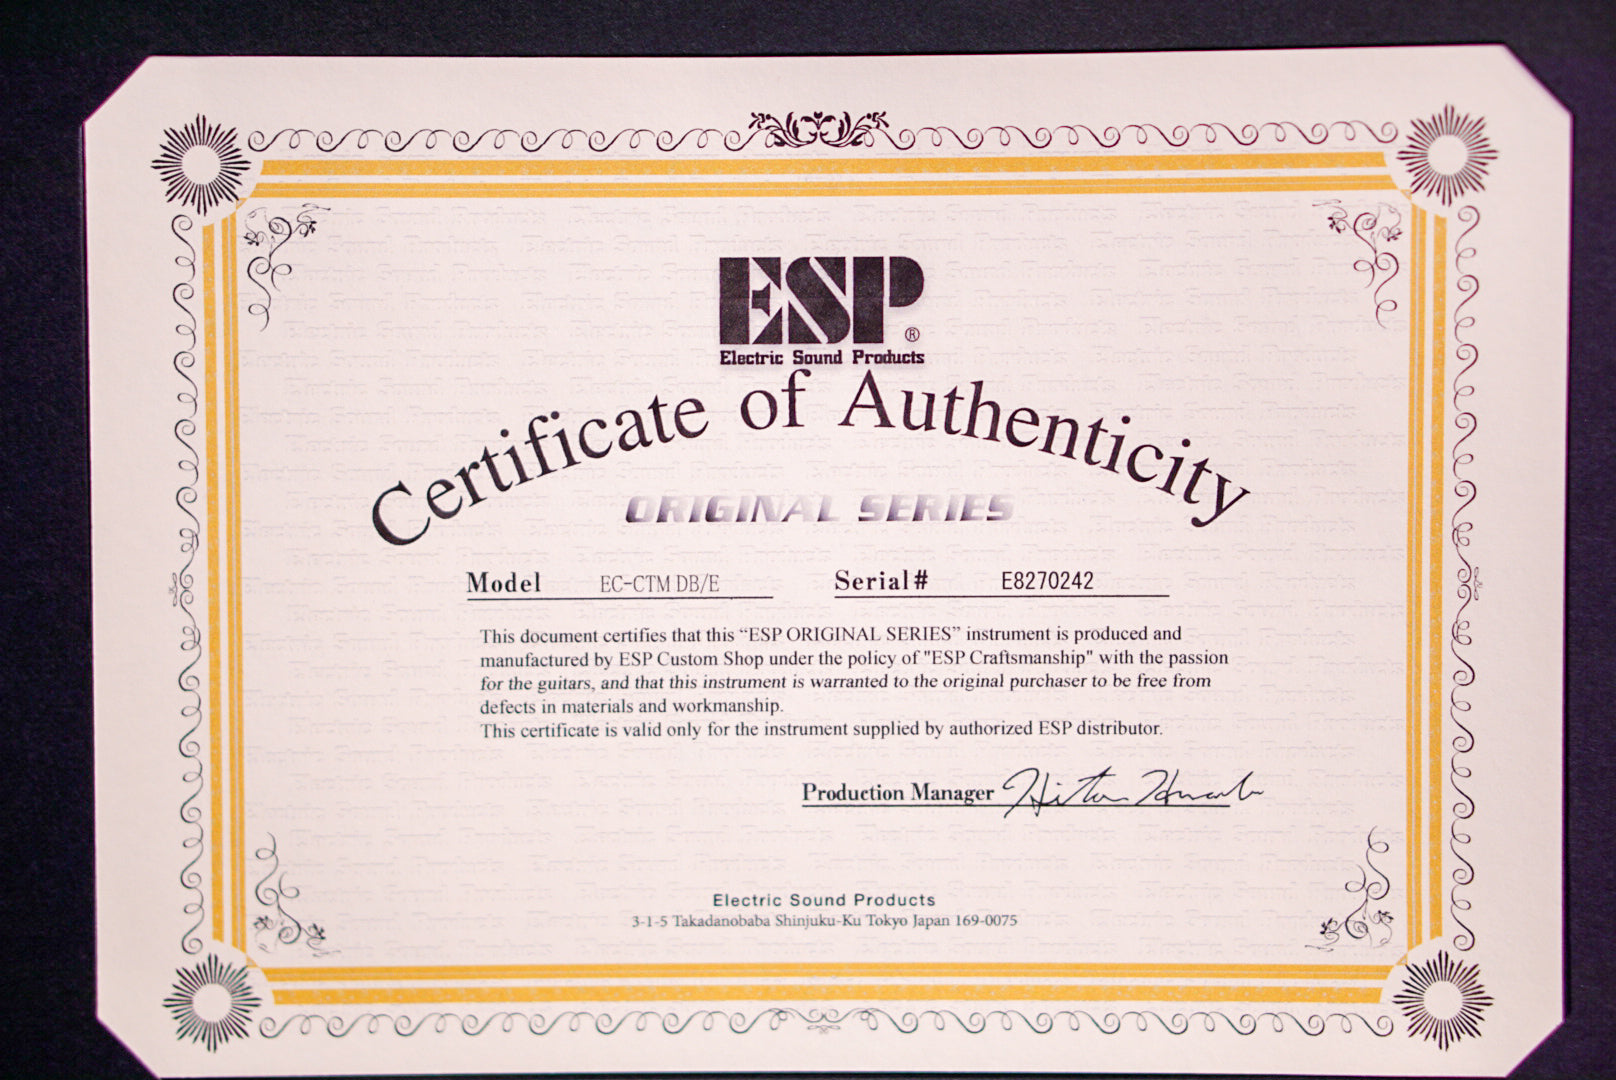 ESP®
Electric Sound Products
Certificate of Authenticity
ORIGINAL SERIES
Model EC-CTM DB/E Serial# E8270242
This document certifies that this “ESP ORIGINAL SERIES” instrument is produced and
manufactured by ESP Custom Shop under the policy of "ESP Craftsmanship" with the passion
for the guitars, and that this instrument is warranted to the original purchaser to be free from
defects in materials and workmanship.
This certificate is valid only for the instrument supplied by authorized ESP distributor.
Production Manager
Electric Sound Products
3-1-5 Takadanobaba Shinjuku-Ku Tokyo Japan 169-0075